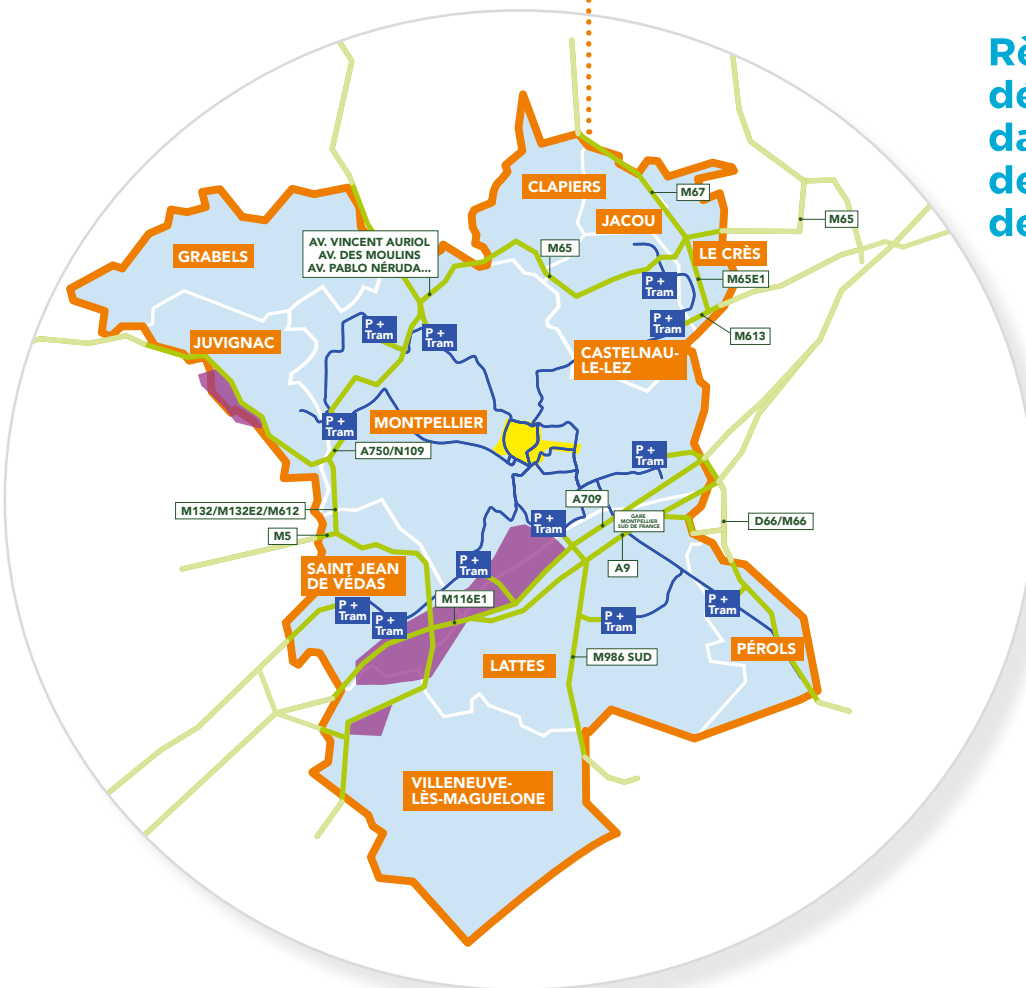 Rè
dé
da
de
de
CLAPIERS
M67
JACOU
M65
GRABELS
AV. VINCENT AURIOL
AV. DES MOULINS
AV. PABLO NÉRUDA...
M65
LE CRÈS
M65E1
P +
Tram
P +
Tram
M613
P +
Tram
P +
Tram
JUVIGNAC
CASTELNAU-
LE-LEZ
MONTPELLIER
P +
Tram
A750/N109
P +
Tram
A709
M132/M132E2/M612
GARE
MONTPELLIER
SUD DE FRANCE
D66/M66
P +
Tram
M5
A9
P +
Tram
SAINT JEAN
DE VÉDAS
M116E1
P +
Tram
P +
Tram
P +
Tram
P +
Tram
PÉROLS
LATTES
M986 SUD
VILLENEUVE-
LÈS-MAGUELONE